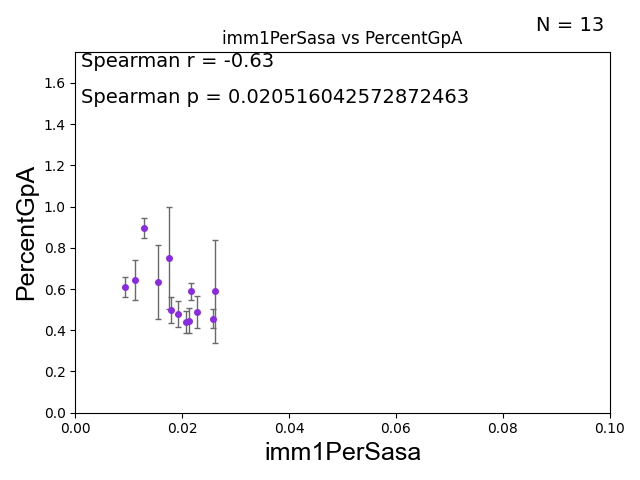 N = 13
imm1PerSasa vs PercentGpA
Spearman r = -0.63
Spearman p = 0.020516042572872463
PercentGpA
1.6
1.4
1.2
1.0
0.8
0.6
0.4
0.2
0.0
0.00 0.02 0.04 0.06 0.08 0.10
imm1PerSasa